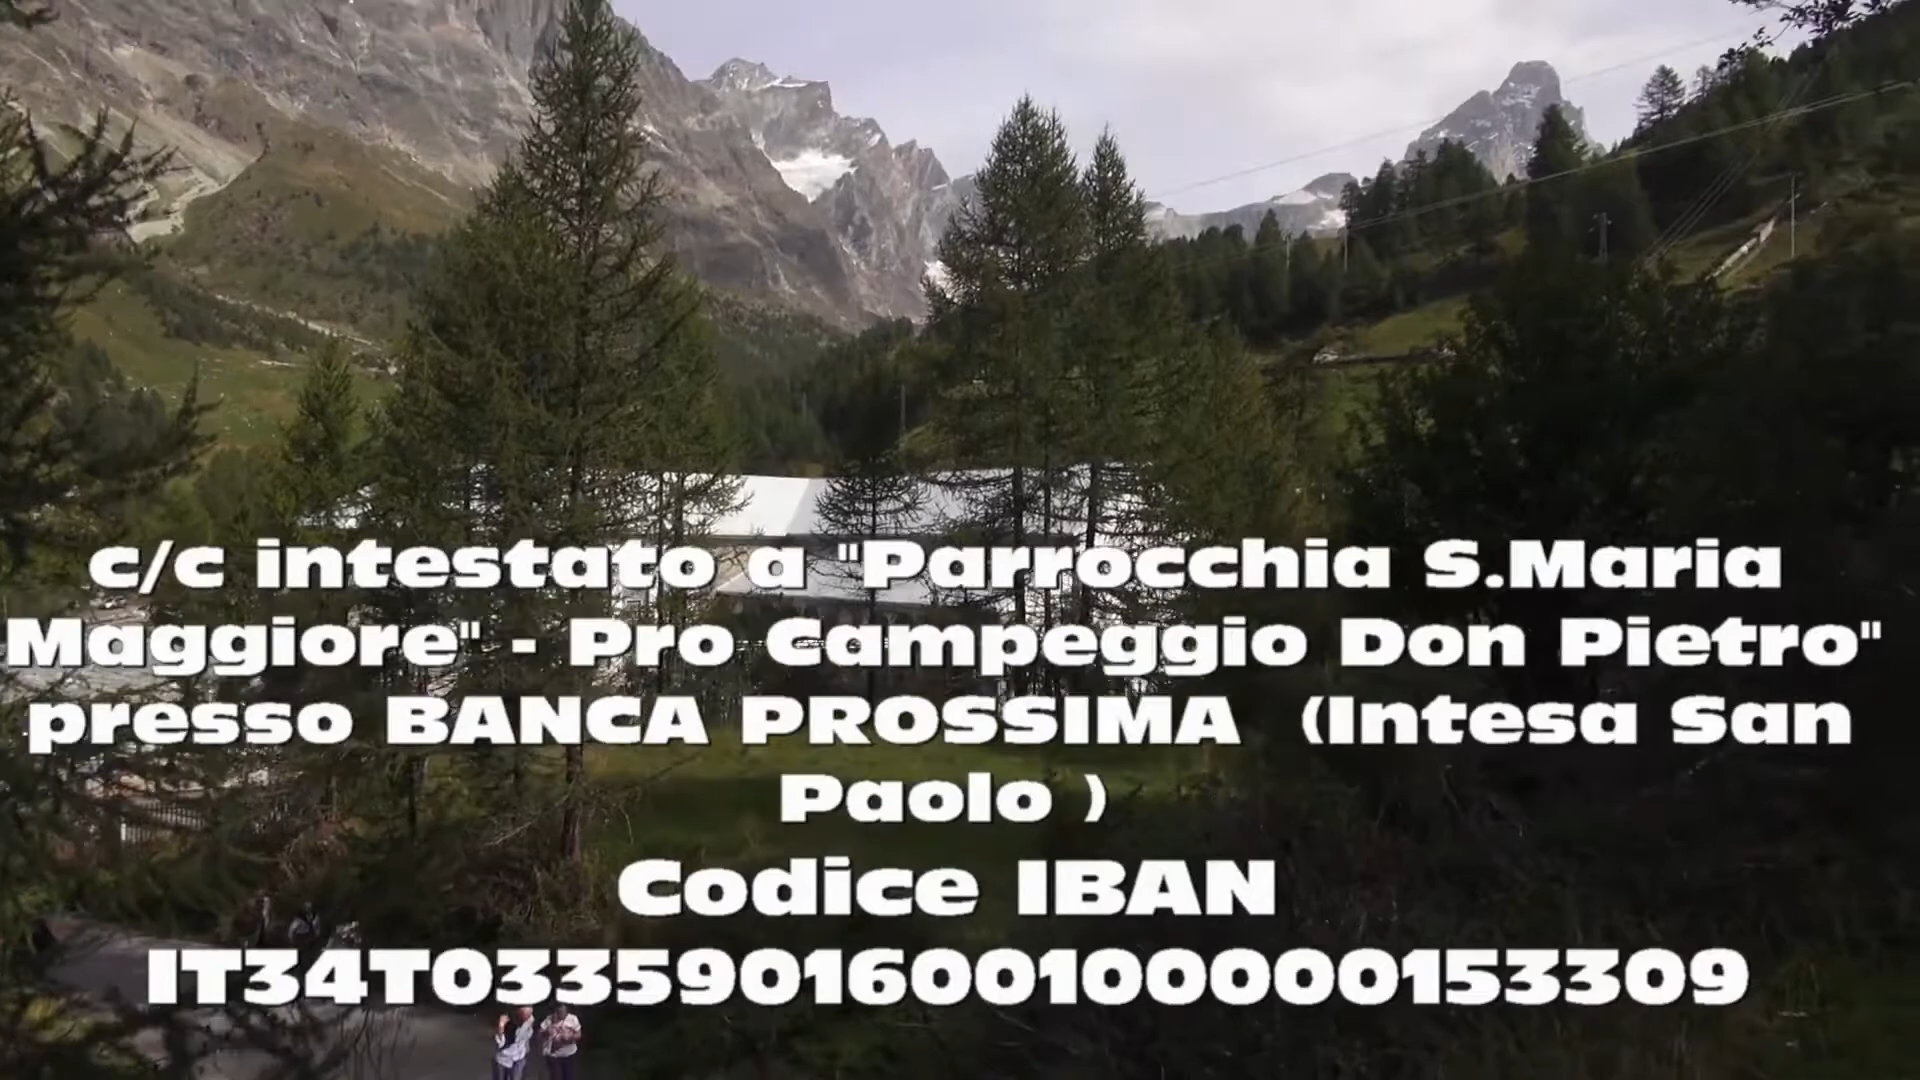 c/c intestato a "Parrocchia S.Maria
Maggiore" - Pro Campeggio Don Pietro"
presso BANCA PROSSIMA (Intesa San
Paolo )
Codice IBAN
IT34T0335901600100000153309